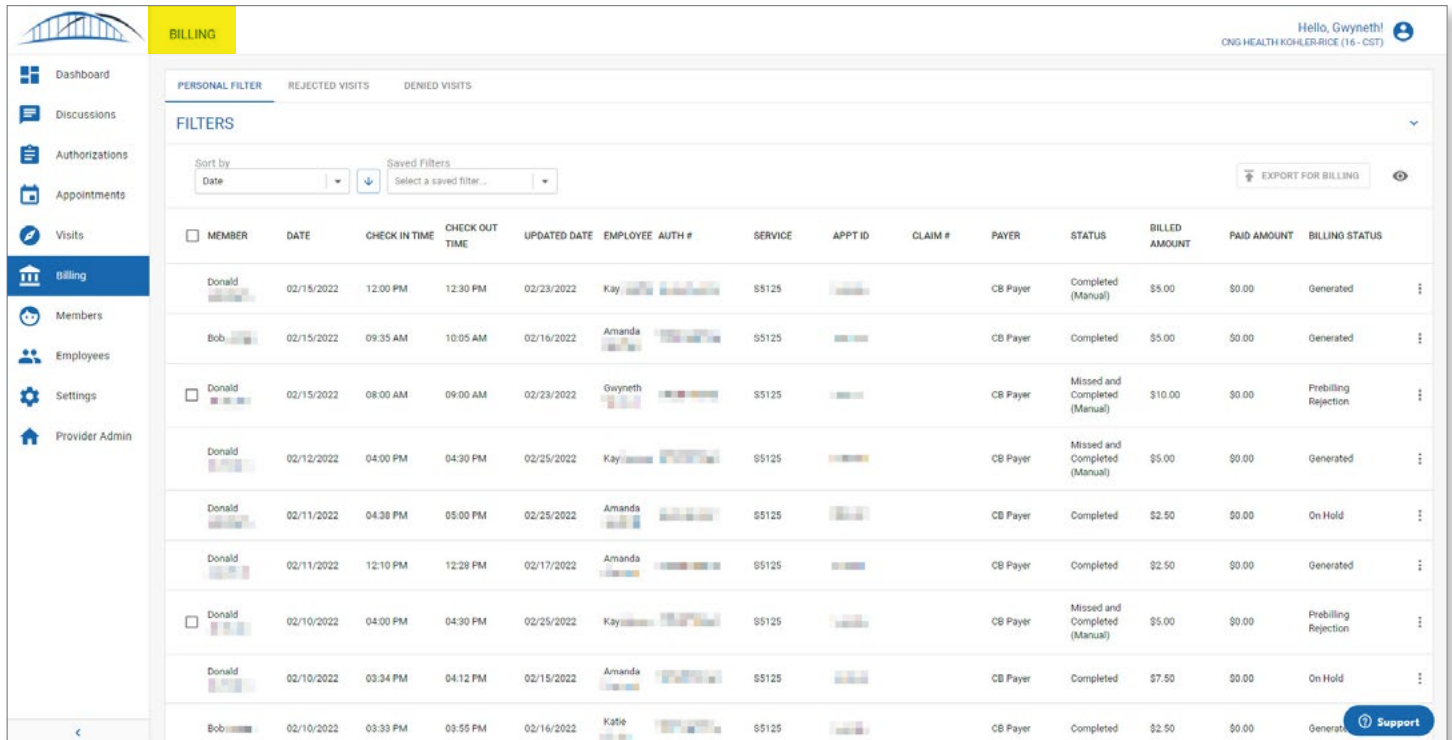 BILLING
Hello, Gwyneth!
CNG HEALTH KOHLER-RICE (16 - CST)
Dashboard
Discussions
Authorizations
Appointments
Visits
Billing
Members
Employees
Settings
Provider Admin
PERSONAL FILTER REJECTED VISITS DENIED VISITS
FILTERS
Sort by Saved Filters
Date Select a saved filter... EXPORT FOR BILLING
MEMBER DATE CHECK IN TIME CHECK OUT TIME UPDATED DATE EMPLOYEE AUTH # SERVICE APPT ID CLAIM # PAYER STATUS BILLED AMOUNT PAID AMOUNT BILLING STATUS
Donald 02/15/2022 12:00 PM 12:30 PM 02/23/2022 Kay S5125 CB Payer Completed (Manual) $5.00 $0.00 Generated
Bob 02/15/2022 09:35 AM 10:05 AM 02/16/2022 Amanda S5125 CB Payer Completed $5.00 $0.00 Generated
Donald 02/15/2022 08:00 AM 09:00 AM 02/23/2022 Gwyneth S5125 CB Payer Missed and Completed (Manual) $10.00 $0.00 Prebilling Rejection
Donald 02/12/2022 04:00 PM 04:30 PM 02/25/2022 Kay S5125 CB Payer Missed and Completed (Manual) $5.00 $0.00 Generated
Donald 02/11/2022 04:38 PM 05:00 PM 02/25/2022 Amanda S5125 CB Payer Completed $2.50 $0.00 On Hold
Donald 02/11/2022 12:10 PM 12:28 PM 02/17/2022 Amanda S5125 CB Payer Completed $2.50 $0.00 Generated
Donald 02/10/2022 04:00 PM 04:30 PM 02/25/2022 Kay S5125 CB Payer Missed and Completed (Manual) $5.00 $0.00 Prebilling Rejection
Donald 02/10/2022 03:34 PM 04:12 PM 02/15/2022 Amanda S5125 CB Payer Completed $7.50 $0.00 On Hold
Bob 02/10/2022 03:33 PM 03:55 PM 02/16/2022 Katie S5125 CB Payer Completed $2.50 $0.00
Support